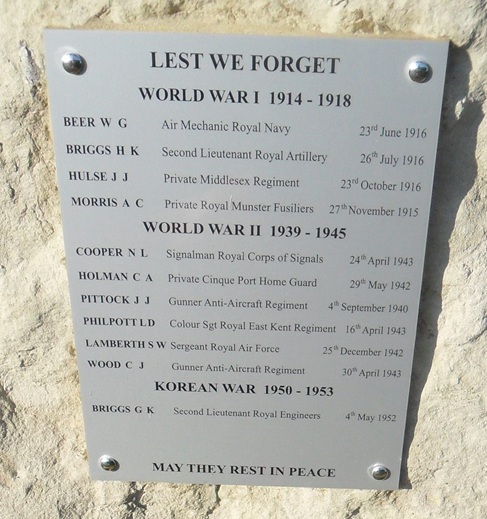 LEST WE FORGET
WORLD WAR I 1914 - 1918
BEER W G Air Mechanic Royal Navy 23rd June 1916
BRIGGS H K Second Lieutenant Royal Artillery 26th July 1916
HULSE J J Private Middlesex Regiment 23rd October 1916
MORRIS A C Private Royal Munster Fusiliers 27th November 1915
WORLD WAR II 1939 - 1945
COOPER N L Signalman Royal Corps of Signals 24th April 1943
HOLMAN C A Private Cinque Port Home Guard 29th May 1942
PITTOCK J J Gunner Anti-Aircraft Regiment 4th September 1940
PHILPOTT L D Colour Sgt Royal East Kent Regiment 16th April 1943
LAMBERTH S W Sergeant Royal Air Force 25th December 1942
WOOD C J Gunner Anti-Aircraft Regiment 30th April 1943
KOREAN WAR 1950 - 1953
BRIGGS G K Second Lieutenant Royal Engineers 4th May 1952
MAY THEY REST IN PEACE